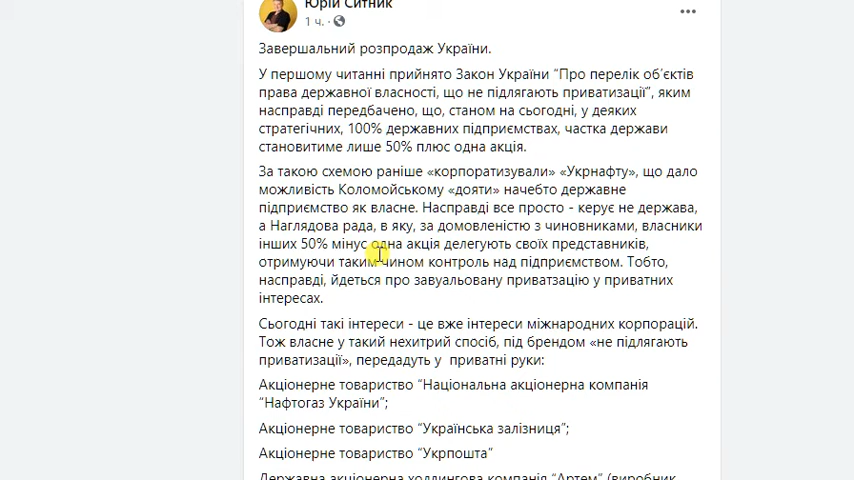 Юрій Ситник
1 ч. ·
Завершальний розпродаж України.
У першому читанні прийнято Закон України “Про перелік об’єктів
права державної власності, що не підлягають приватизації”, яким
насправді передбачено, що, станом на сьогодні, у деяких
стратегічних, 100% державних підприємствах, частка держави
становитиме лише 50% плюс одна акція.
За такою схемою раніше «корпоратизували» «Укрнафту», що дало
можливість Коломойському «дояти» начебто державне
підприємство як власне. Насправді все просто - керує не держава,
а Наглядова рада, в яку, за домовленістю з чиновниками, власники
інших 50% мінус одна акція делегують своїх представників,
отримуючи таким чином контроль над підприємством. Тобто,
насправді, йдеться про завуальовану приватзацію у приватних
інтересах.
Сьогодні такі інтереси - це вже інтереси міжнародних корпорацій.
Тож власне у такий нехитрий спосіб, під брендом «не підлягають
приватизації», передадуть у  приватні руки:
Акціонерне товариство “Національна акціонерна компанія
“Нафтогаз України”;
Акціонерне товариство “Українська залізниця”;
Акціонерне товариство “Укрпошта”
Державна акціонерна холдингова компанія “Артем” (виробник